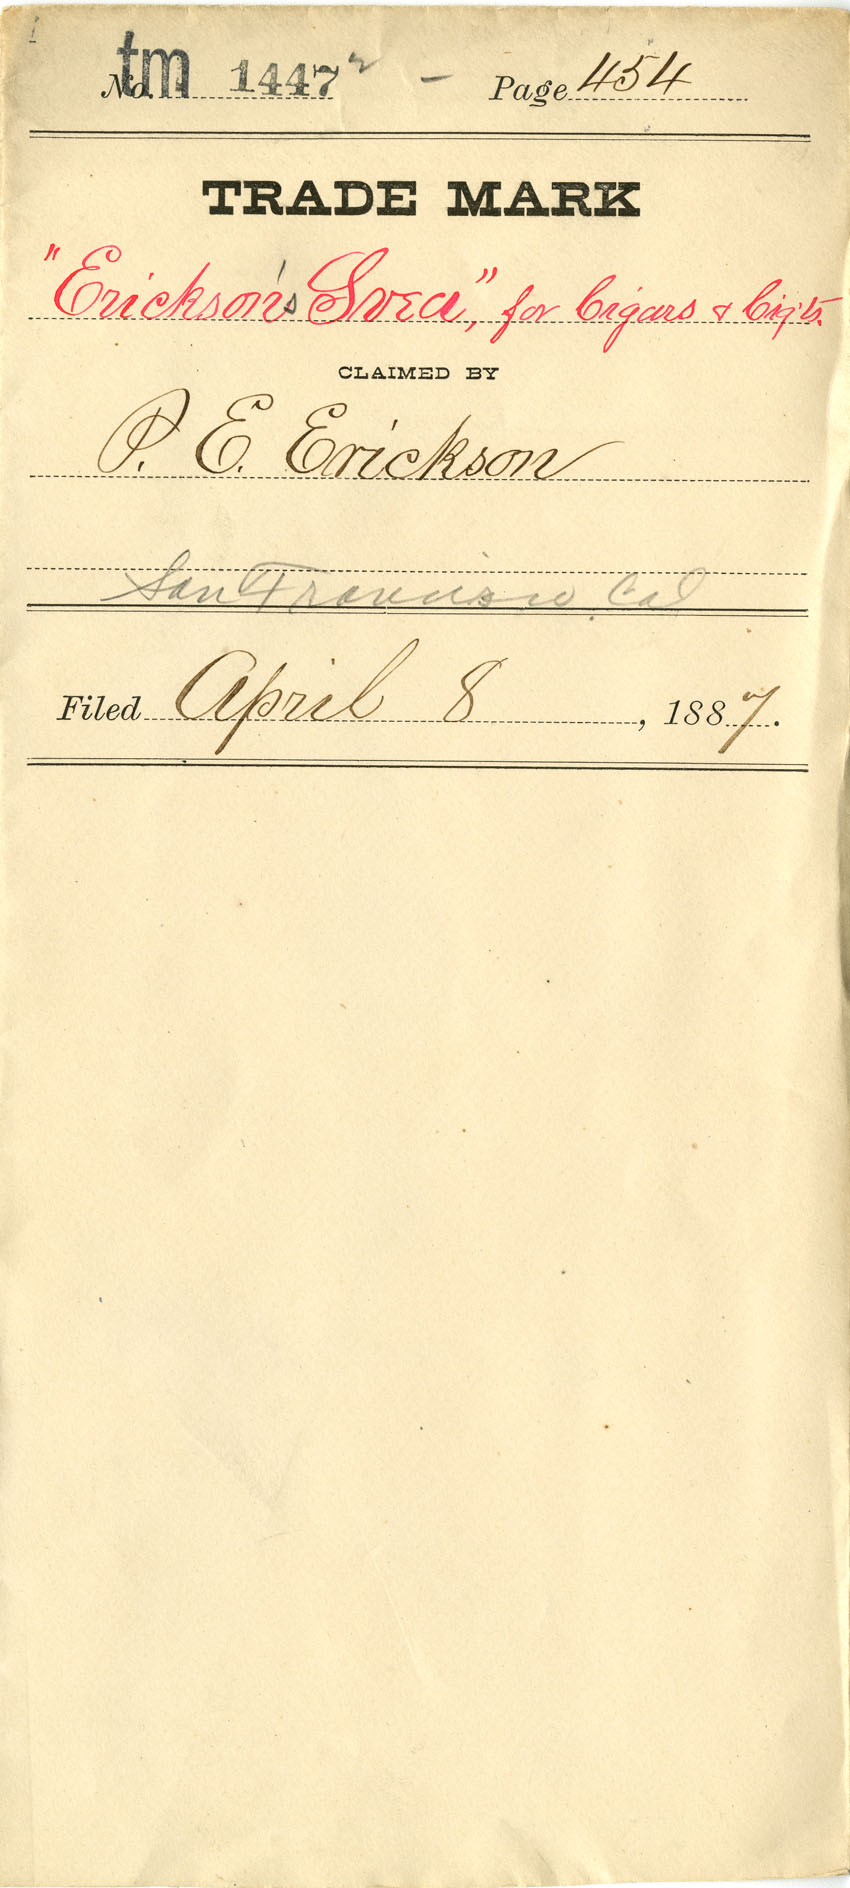 No. tm 1447 Page 454
TRADE MARK
"Erickson's Svea", for Cigars & Cig'ts.
CLAIMED BY
P. E. Erickson
San Francisco, Cal
Filed April 8, 1887.